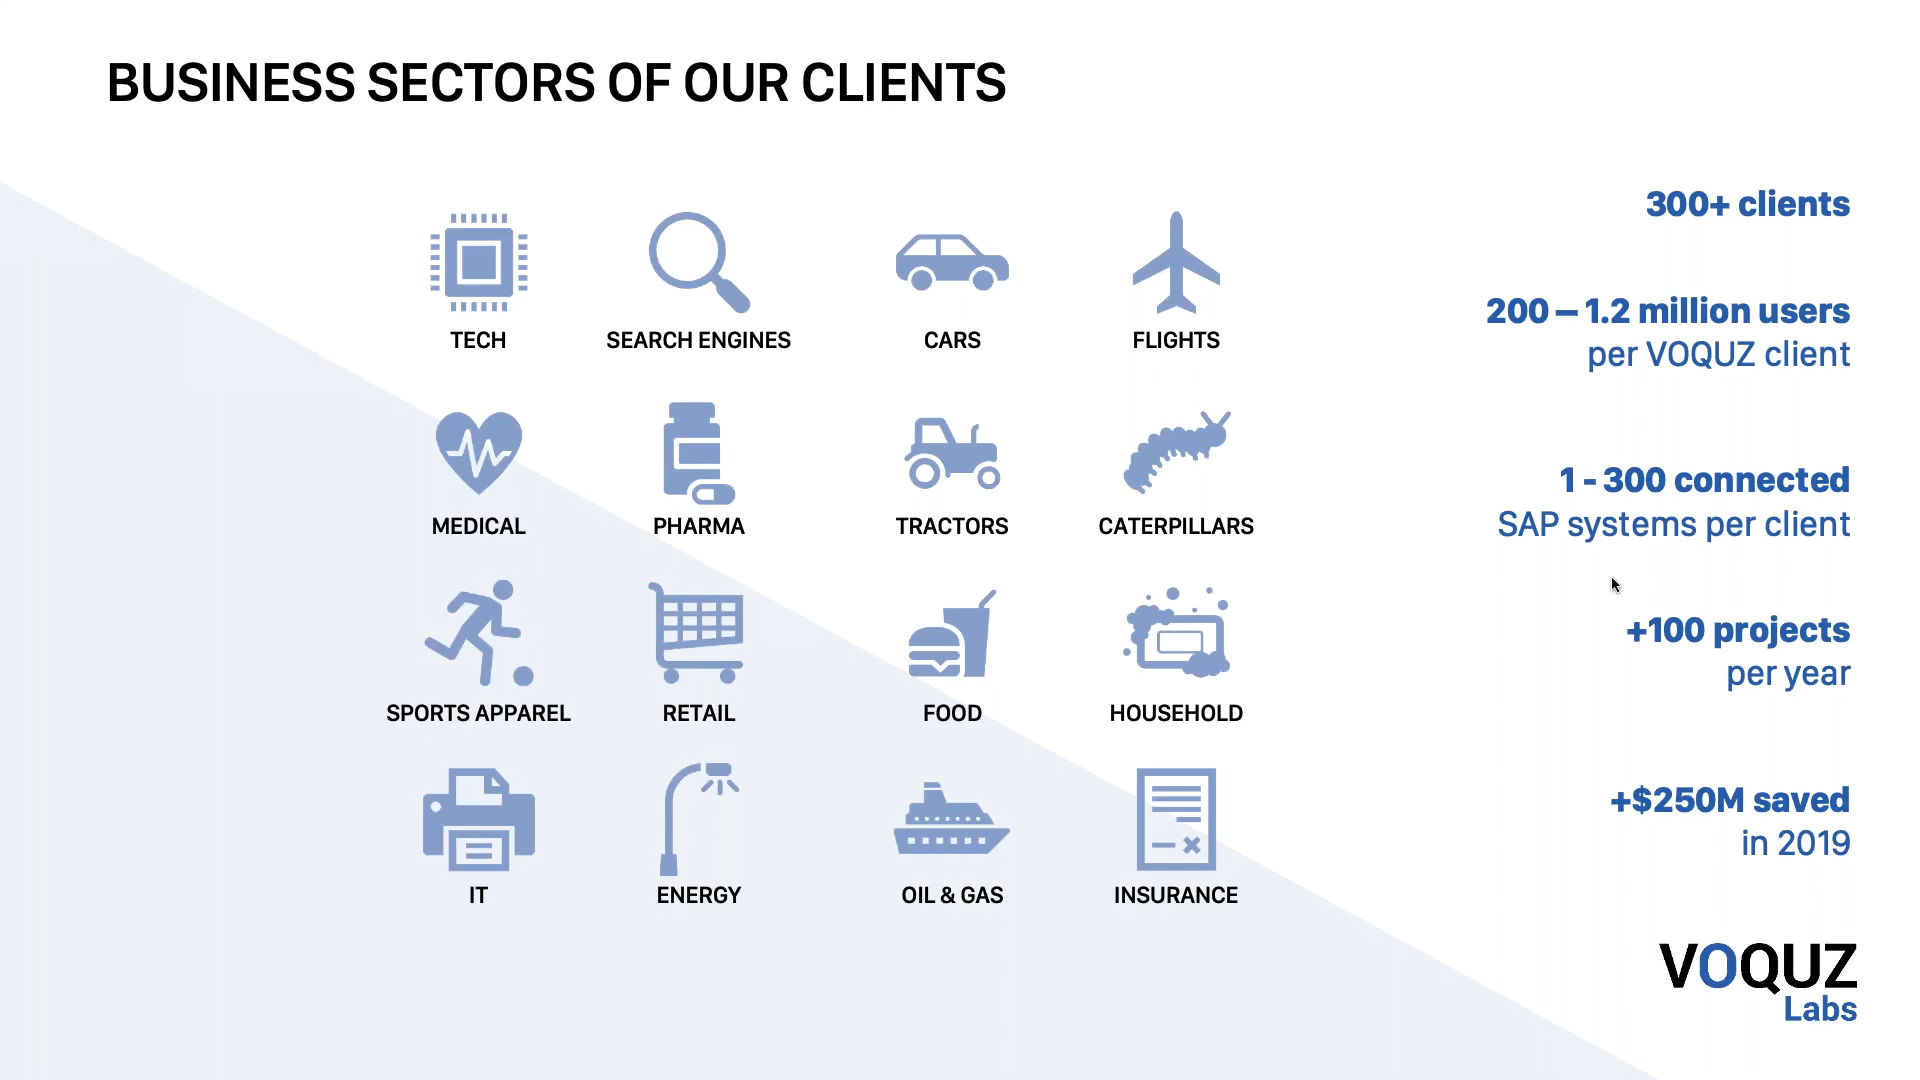 BUSINESS SECTORS OF OUR CLIENTS
TECH
SEARCH ENGINES
CARS
FLIGHTS
MEDICAL
PHARMA
TRACTORS
CATERPILLARS
SPORTS APPAREL
RETAIL
FOOD
HOUSEHOLD
IT
ENERGY
OIL & GAS
INSURANCE
300+ clients
200 – 1.2 million users
per VOQUZ client
1 - 300 connected
SAP systems per client
+100 projects
per year
+$250M saved
in 2019
VOQUZ
Labs